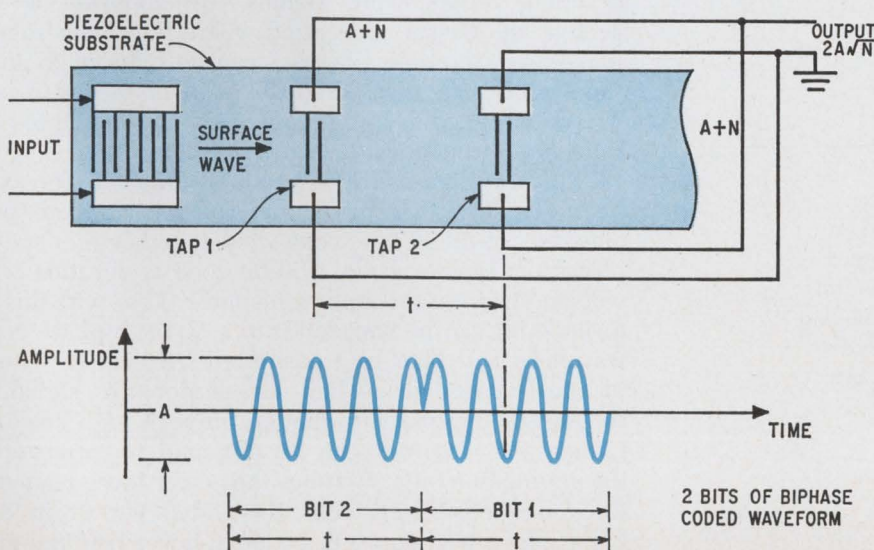 PIEZOELECTRIC
SUBSTRATE
A+N
OUTPUT
2A√N
INPUT
SURFACE
WAVE
A+N
TAP 1
TAP 2
t
AMPLITUDE
A
TIME
BIT 2
BIT 1
t
t
2 BITS OF BIPHASE
CODED WAVEFORM